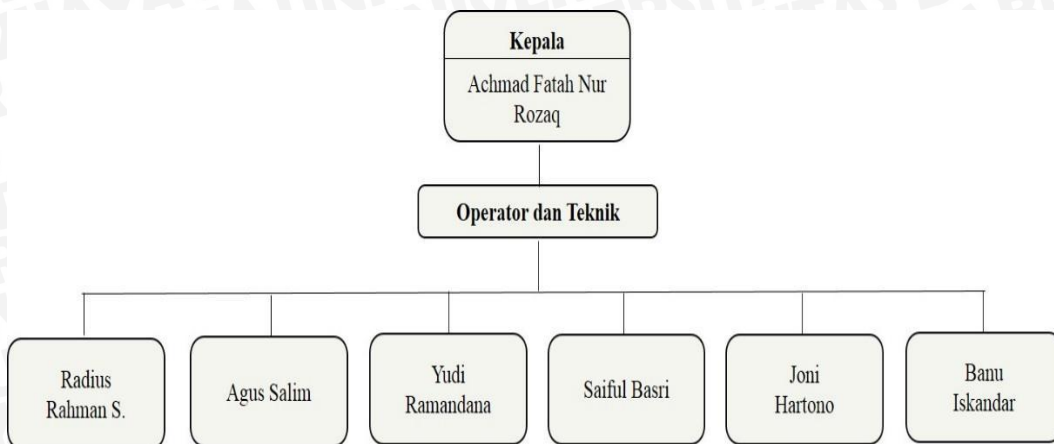 Kepala
Achmad Fatah Nur
Rozaq
Operator dan Teknik
Radius
Rahman S.
Agus Salim
Yudi
Ramandana
Saiful Basri
Joni
Hartono
Banu
Iskandar